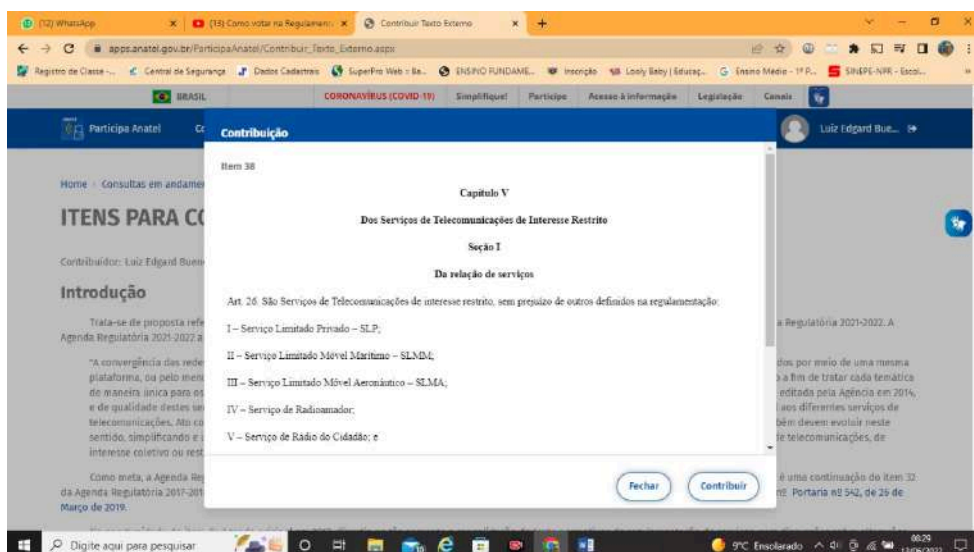 (12) WhatsApp
(13) Como votar na Regulament
Contribuir Texto Externo
apps.anatel.gov.br/ParticipaAnatel/Contribuir_Texto_Externo.aspx
Registro de Classe -... Central de Segurança Dados Cadastrais SuperPro Web :: Ba... ENSINO FUNDAME... Inscrição Looly Baby | Educaç... Ensino Médio - 1ª P... SINEPE-NPR - Escol...
BRASIL CORONAVÍRUS (COVID-19) Simplifique! Participe Acesso à informação Legislação Canais
Participa Anatel
Luiz Edgard Bue...
Contribuição
Item 38
Capítulo V
Dos Serviços de Telecomunicações de Interesse Restrito
Seção I
Da relação de serviços
Art. 26. São Serviços de Telecomunicações de interesse restrito, sem prejuízo de outros definidos na regulamentação:
I – Serviço Limitado Privado – SLP;
II – Serviço Limitado Móvel Marítimo – SLMM;
III – Serviço Limitado Móvel Aeronáutico – SLMA;
IV – Serviço de Radioamador;
V – Serviço de Rádio do Cidadão; e
Fechar Contribuir
Home Consultas em andame
ITENS PARA CO
Contribuidor: Luiz Edgard Buen
Introdução
Trata-se de proposta refe
a Regulatória 2021-2022. A
Agenda Regulatória 2021-2022 a
"A convergência das rede
dos por meio de uma mesma
plataforma, ou pelo meno
o a fim de tratar cada temática
de maneira única para os
editada pela Agência em 2014,
e de qualidade destes se
aos diferentes serviços de
telecomunicações. Ato co
bém devem evoluir neste
sentido, simplificando e
de telecomunicações, de
interesse coletivo ou rest
Como meta, a Agenda Reg
é uma continuação do item 32
da Agenda Regulatória 2017-201
Portaria nº 542, de 26 de
Março de 2019.
Digite aqui para pesquisar
9°C Ensolarado
00:29
13/06/2022